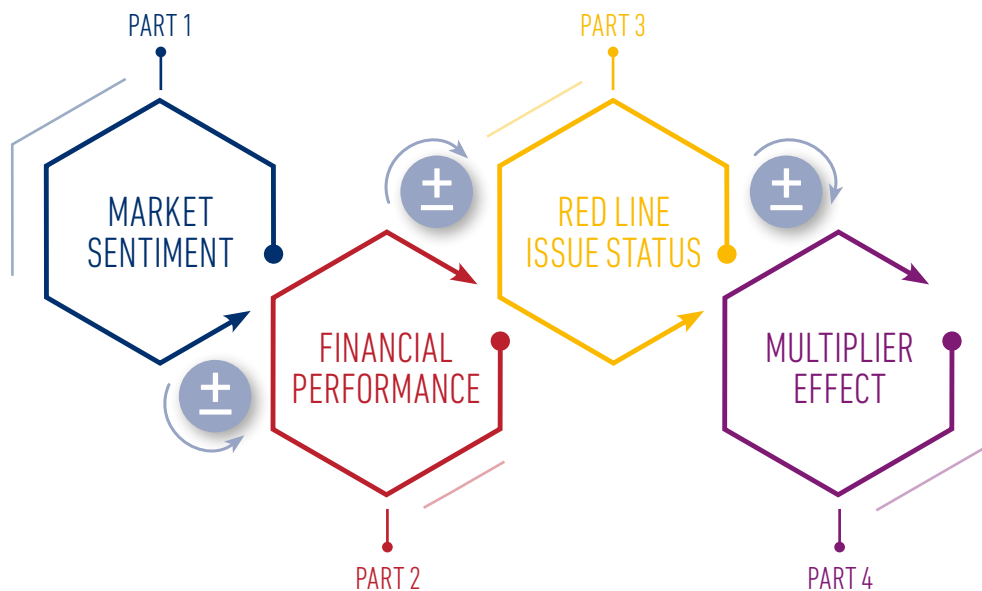 PART 1
MARKET
SENTIMENT
±
FINANCIAL
PERFORMANCE
PART 2
±
PART 3
RED LINE
ISSUE STATUS
±
MULTIPLIER
EFFECT
PART 4